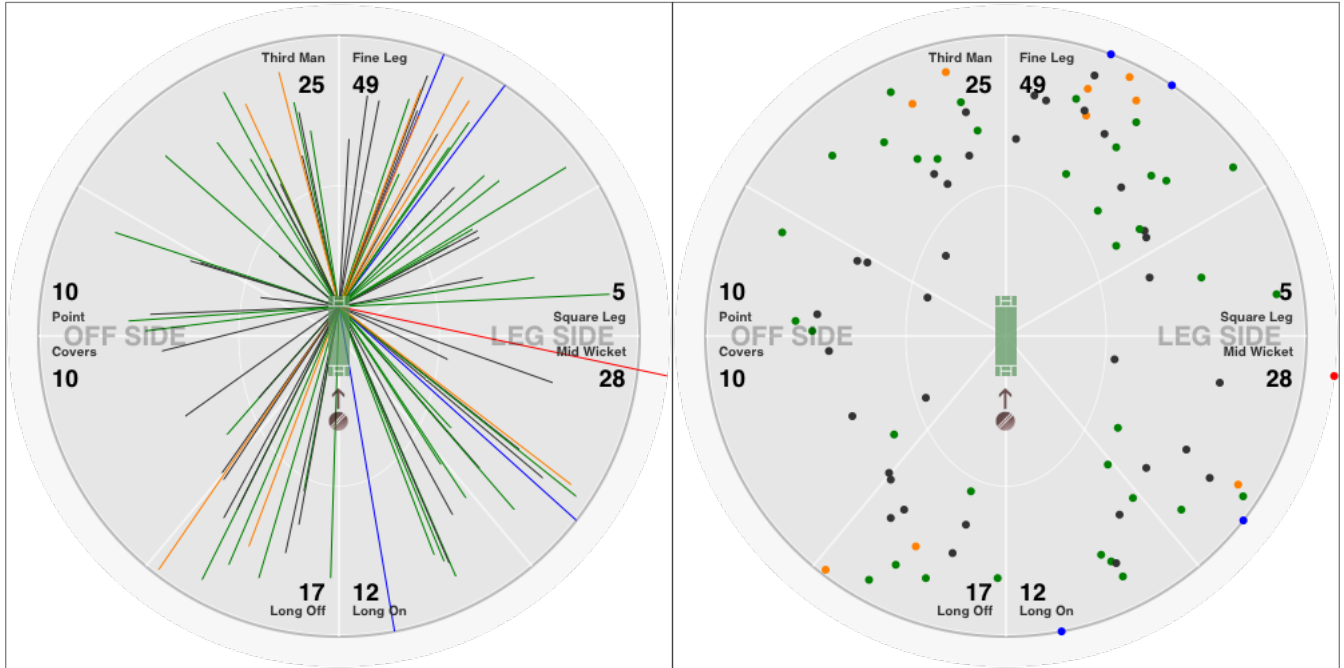 Third Man
25
Fine Leg
49
10
Point
OFF SIDE
Covers
10
5
Square Leg
LEG SIDE
Mid Wicket
28
17
Long Off
12
Long On
Third Man
25
Fine Leg
49
10
Point
OFF SIDE
Covers
10
5
Square Leg
LEG SIDE
Mid Wicket
28
17
Long Off
12
Long On